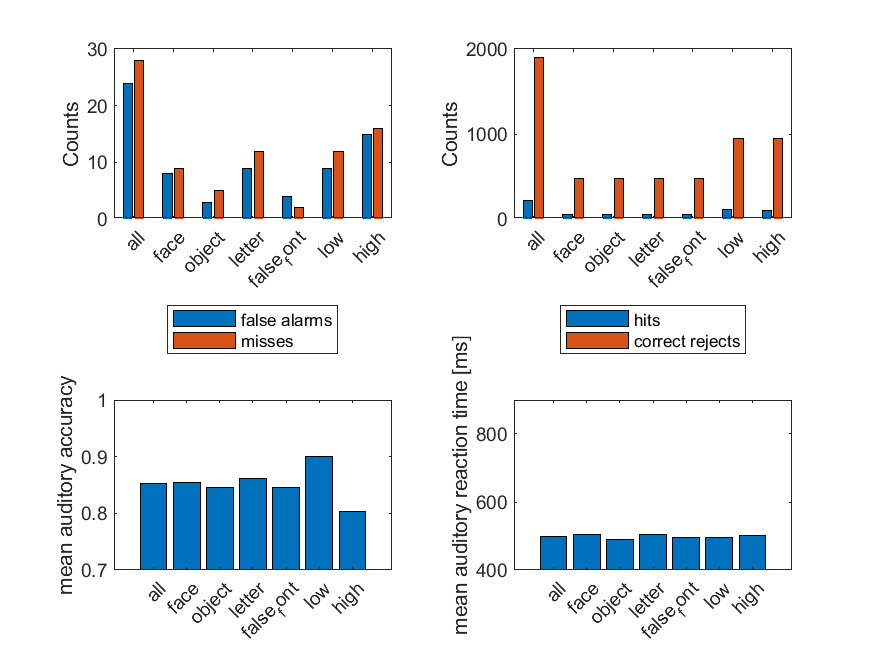 30
20
10
0
Counts
all
face
object
letter
false_font
low
high
false alarms
misses
2000
1000
0
Counts
all
face
object
letter
false_font
low
high
hits
correct rejects
1
0.9
0.8
0.7
mean auditory accuracy
all
face
object
letter
false_font
low
high
800
600
400
mean auditory reaction time [ms]
all
face
object
letter
false_font
low
high